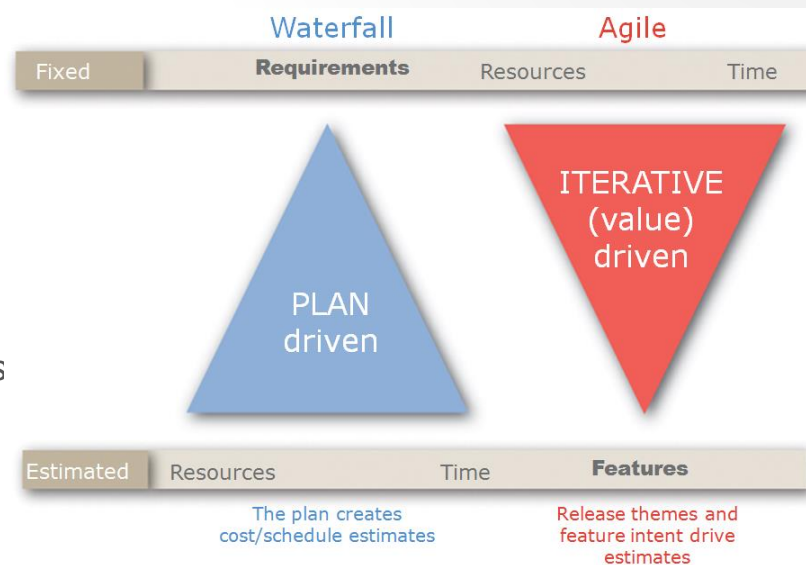 Waterfall Agile
Fixed Requirements Resources Time
ITERATIVE
(value)
driven
PLAN
driven
s
Estimated Resources Time Features
The plan creates
cost/schedule estimates
Release themes and
feature intent drive
estimates